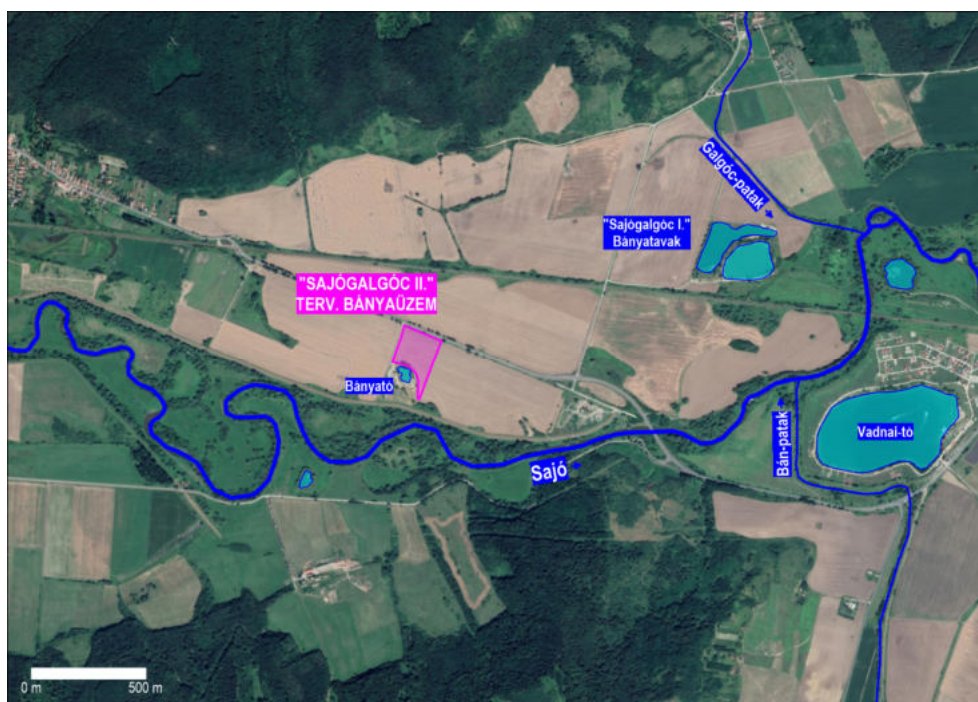 Galgóc-patak
"Sajógalgóc I."
Bányatavak
"SAJÓGALGÓC II."
TERV. BÁNYAÜZEM
Bányató
Bán-patak
Vadnai-tó
Sajó
0 m 500 m